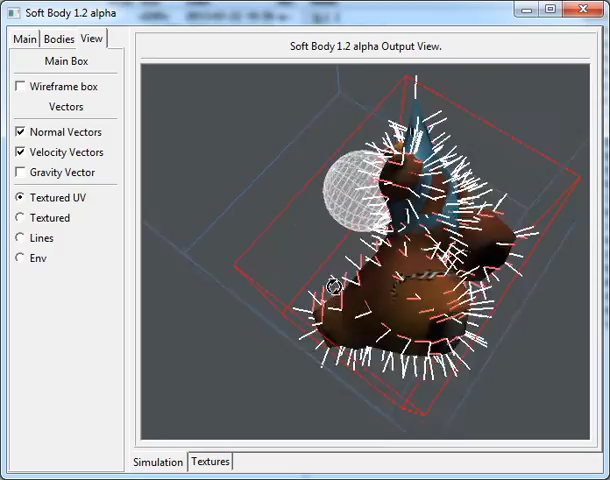 Soft Body 1.2 alpha
Main Bodies View
Main Box
Wireframe box
Vectors
Normal Vectors
Velocity Vectors
Gravity Vector
Textured UV
Textured
Lines
Env
Soft Body 1.2 alpha Output View.
Simulation Textures